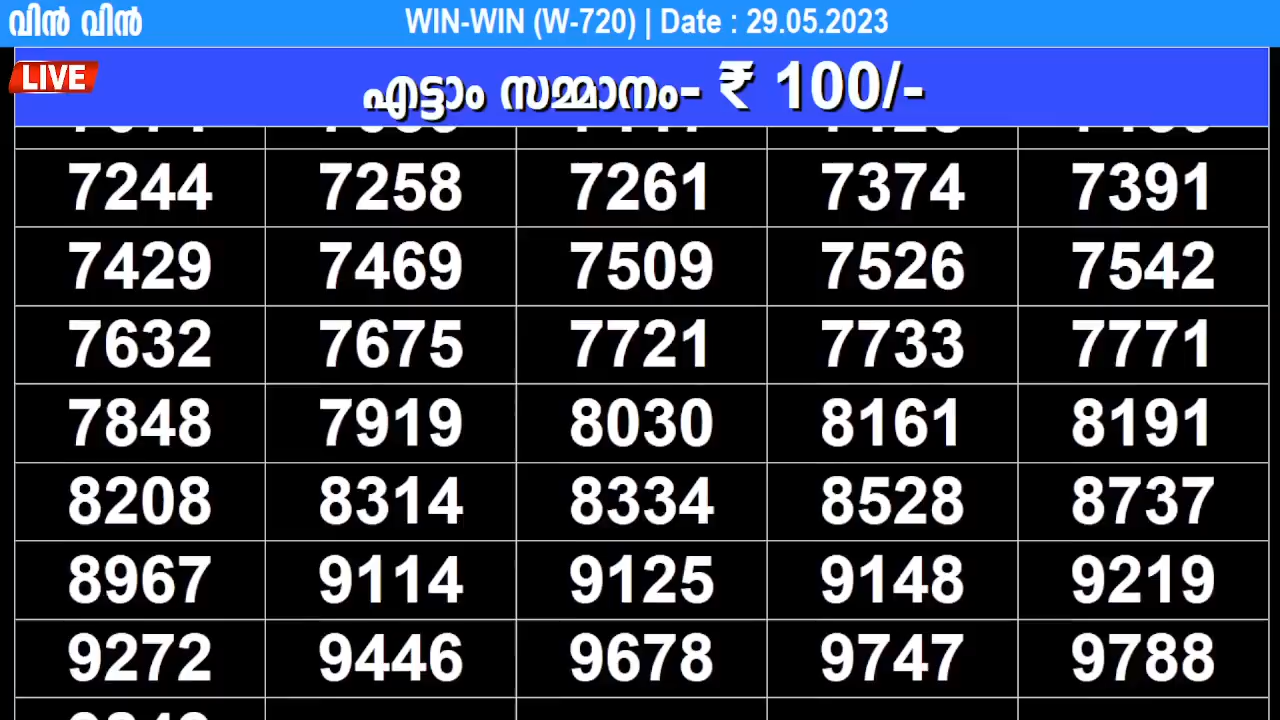 വിൻ വിൻ WIN-WIN (W-720) | Date : 29.05.2023
LIVE
എട്ടാം സമ്മാനം- ₹ 100/-
7244 7258 7261 7374 7391
7429 7469 7509 7526 7542
7632 7675 7721 7733 7771
7848 7919 8030 8161 8191
8208 8314 8334 8528 8737
8967 9114 9125 9148 9219
9272 9446 9678 9747 9788